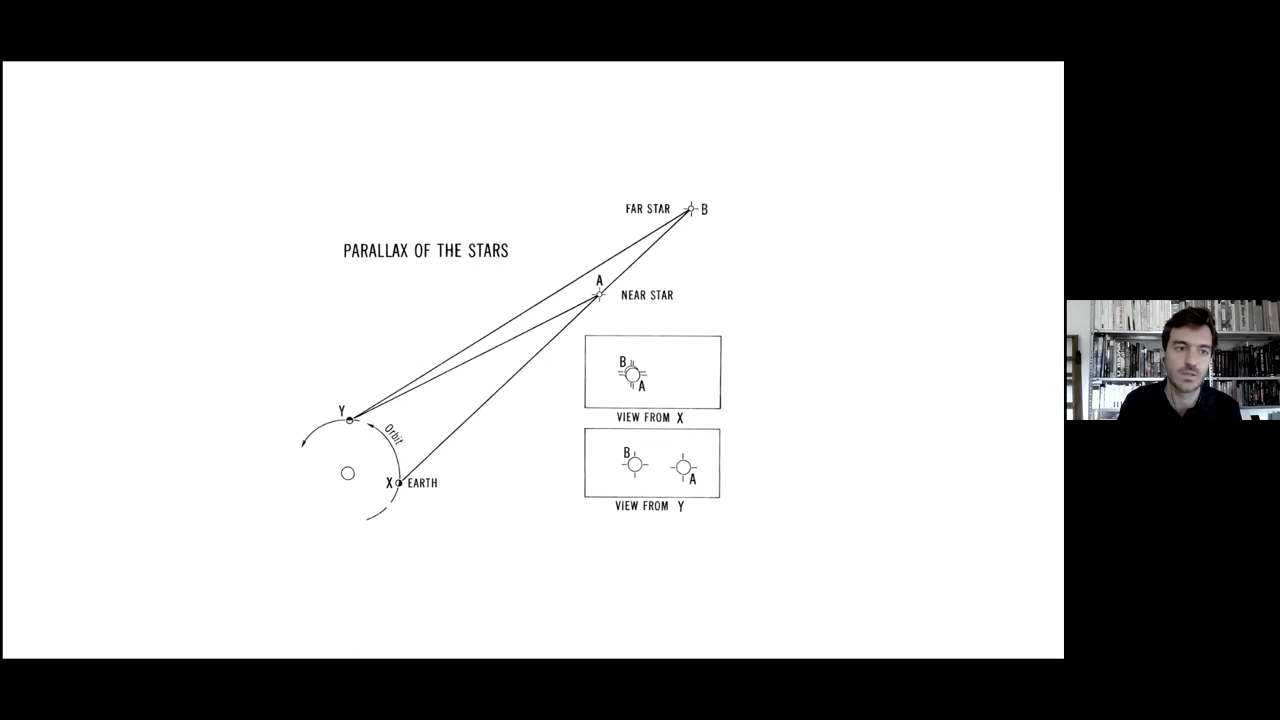 FAR STAR
B
PARALLAX OF THE STARS
A
NEAR STAR
B
A
VIEW FROM X
Y
Orbit
B
A
X EARTH
VIEW FROM Y